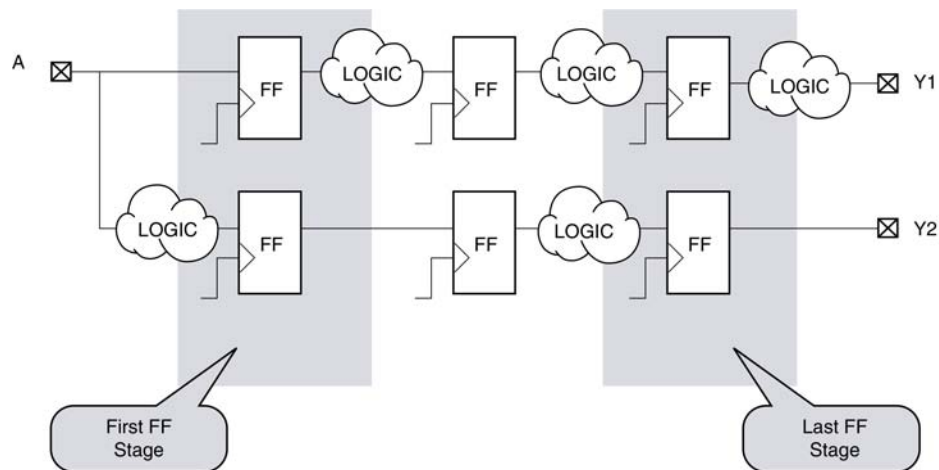 A
FF
LOGIC
FF
LOGIC
FF
LOGIC
Y1
LOGIC
FF
FF
LOGIC
FF
Y2
First FF
Stage
Last FF
Stage